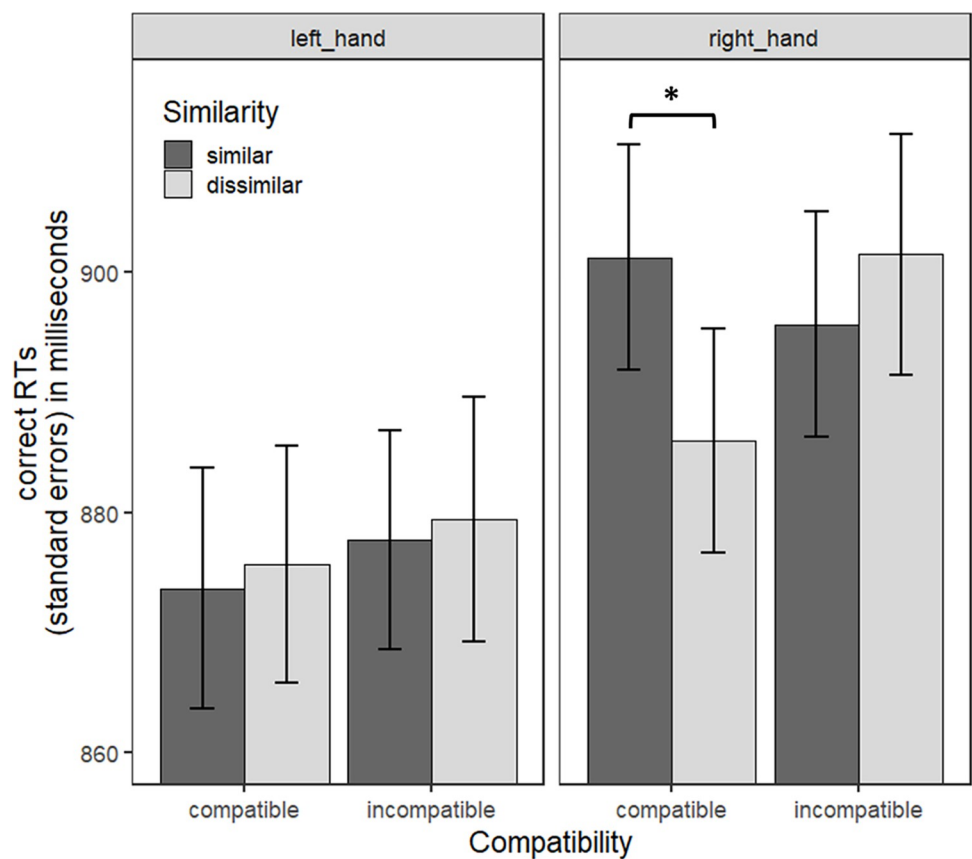 left_hand
right_hand
*
Similarity
similar
dissimilar
correct RTs
(standard errors) in milliseconds
900
880
860
compatible
incompatible
compatible
incompatible
Compatibility